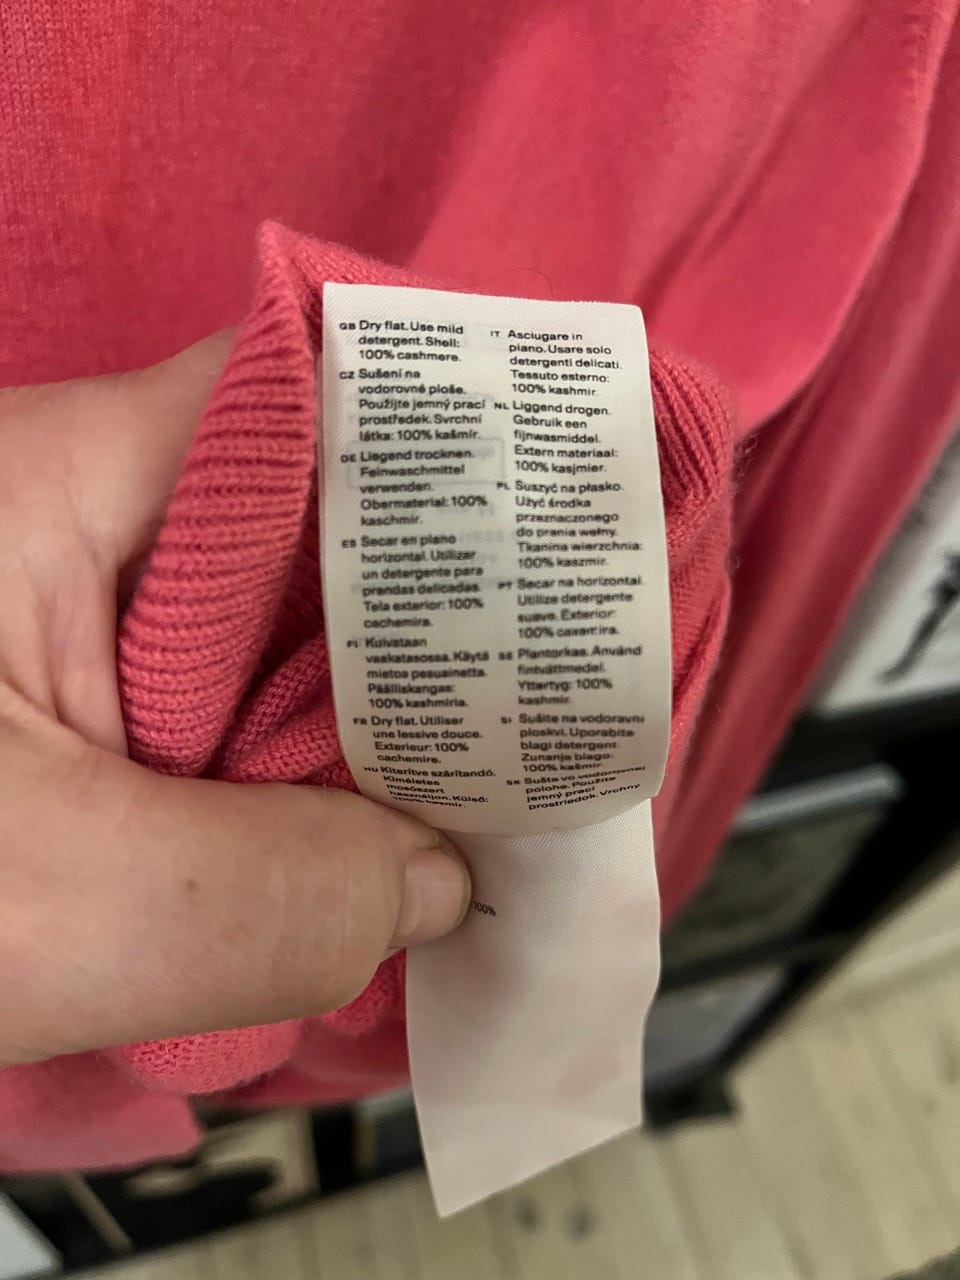 GB Dry flat. Use mild
detergent. Shell:
100% cashmere.
CZ Sušení na
vodorovné ploše.
Použijte jemný prací
prostředek. Svrchní
látka: 100% kašmír.
DE Liegend trocknen.
Feinwaschmittel
verwenden.
Obermaterial: 100%
kaschmir.
ES Secar en plano
horizontal. Utilizar
un detergente para
prendas delicadas.
Tela exterior: 100%
cachemira.
FI Kuivataan
vaakatasossa. Käytä
mietoa pesuainetta.
Päälliskangas:
100% kashmiria.
FR Dry flat. Utiliser
une lessive douce.
Exterieur: 100%
cachemire.
HU Kiterítve szárítandó.
Kíméletes
mosószert
használjon. Külső:
100% kasmír.
IT Asciugare in
piano. Usare solo
detergenti delicati.
Tessuto esterno:
100% kashmir.
NL Liggend drogen.
Gebruik een
fijnwasmiddel.
Extern materiaal:
100% kasjmier.
PL Suszyć na płasko.
Użyć środka
przeznaczonego
do prania wełny.
Tkanina wierzchnia:
100% kaszmir.
PT Secar na horizontal.
Utilize detergente
suave. Exterior:
100% caxemira.
SE Plantorkas. Använd
fintvättmedel.
Yttertyg: 100%
kashmir.
SI Sušite na vodoravni
ploskvi. Uporabite
blagi detergent.
Zunanje blago:
100% kašmir.
SK Sušte vo vodorovnej
polohe. Použite
jemný prací
prostriedok. Vrchný
100%